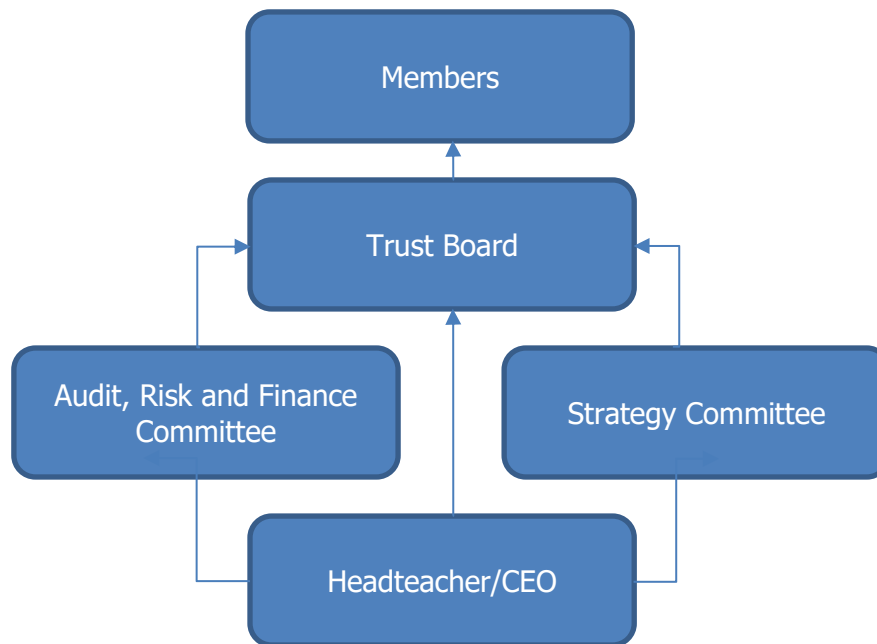 Members
Trust Board
Audit, Risk and Finance
Committee
Strategy Committee
Headteacher/CEO